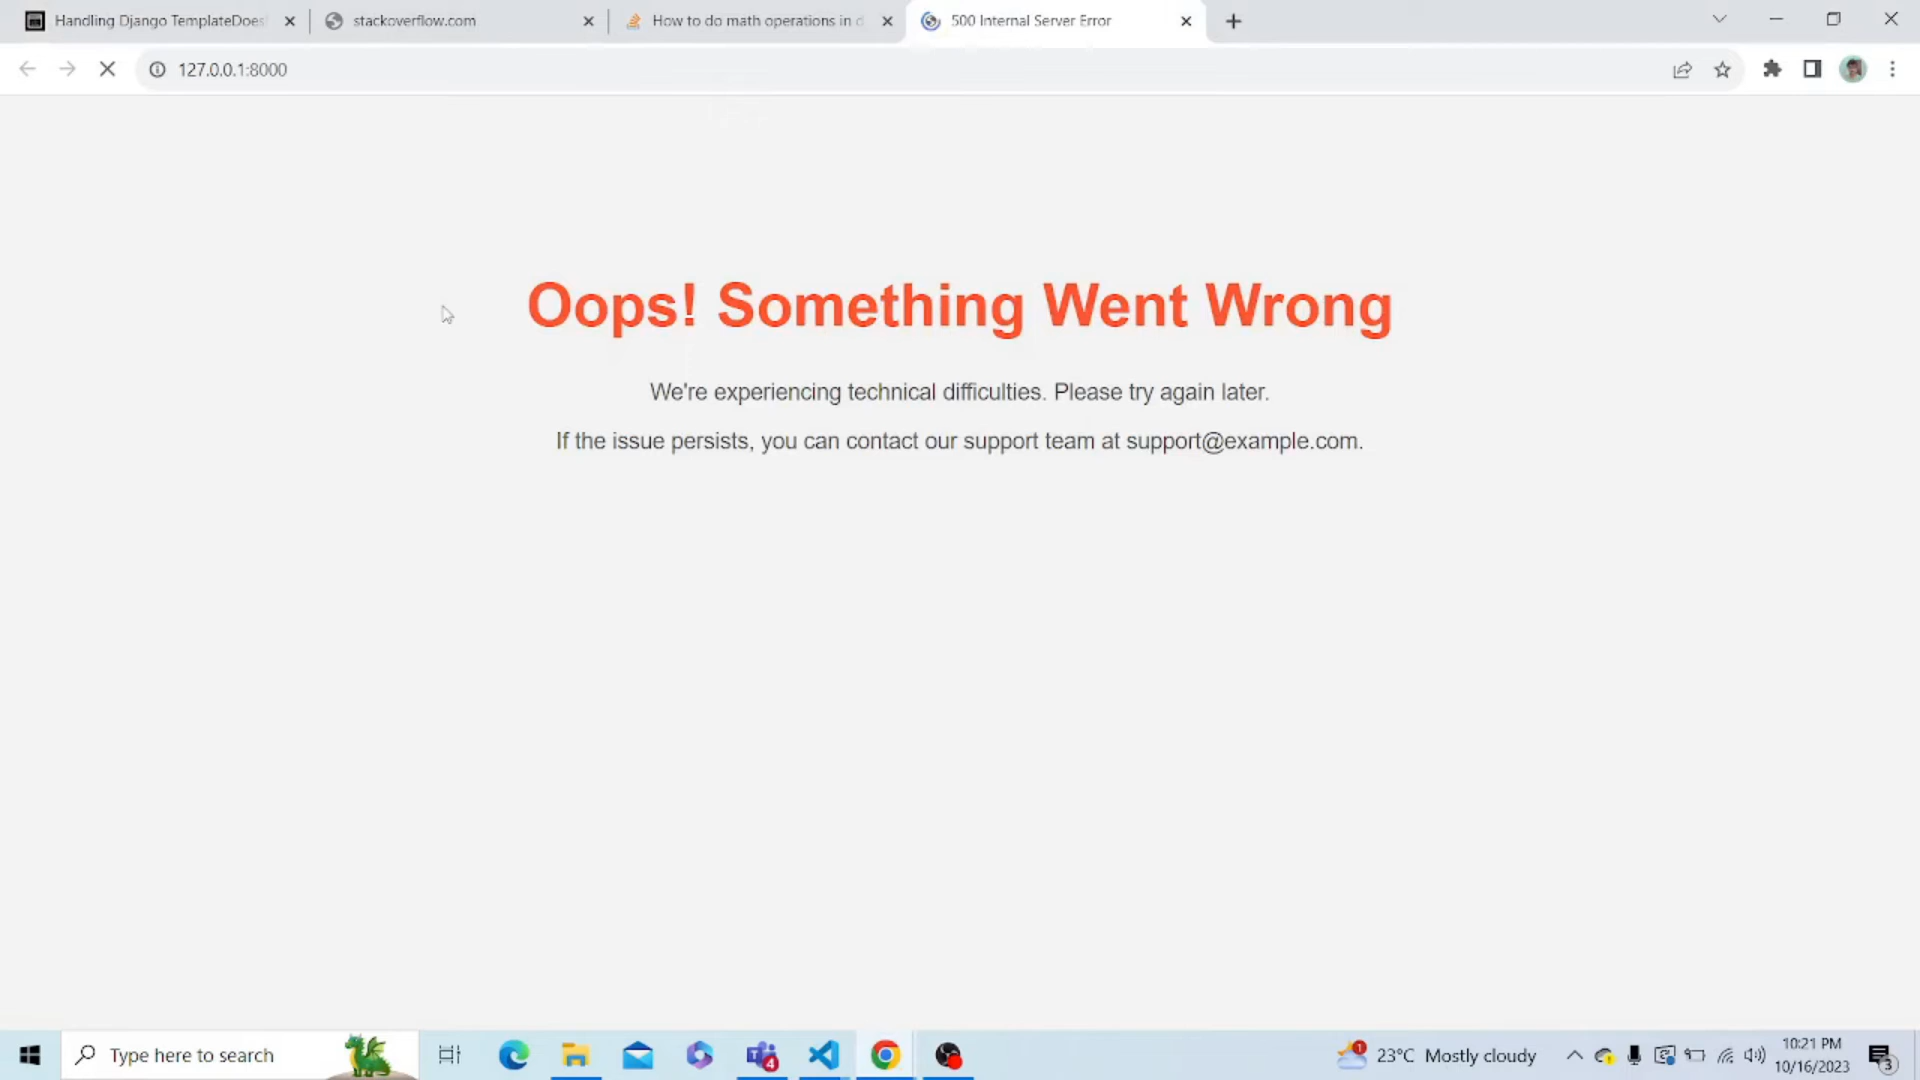 Handling Django TemplateDoes
stackoverflow.com
How to do math operations in d
500 Internal Server Error
127.0.0.1:8000
Oops! Something Went Wrong
We're experiencing technical difficulties. Please try again later.
If the issue persists, you can contact our support team at support@example.com.
Type here to search
4
1
23°C Mostly cloudy
10:21 PM
10/16/2023
3